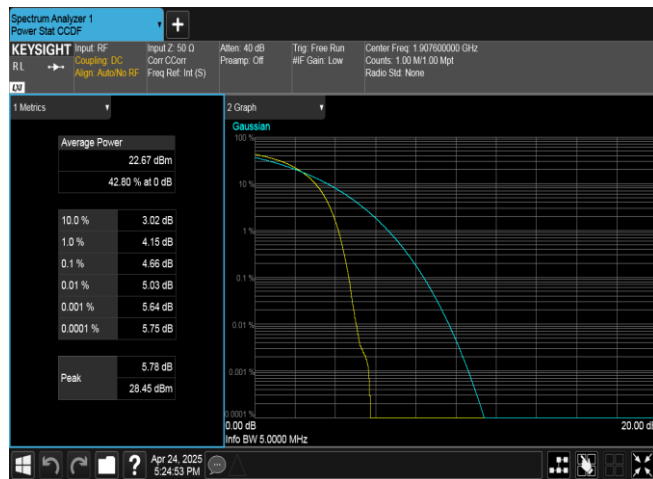 Spectrum Analyzer 1
Power Stat CCDF
KEYSIGHT
RL
LXI
Input: RF
Coupling: DC
Align: Auto/No RF
Input Z: 50 Ω
Corr CCorr
Freq Ref: Int (S)
Atten: 40 dB
Preamp: Off
Trig: Free Run
#IF Gain: Low
Center Freq: 1.907600000 GHz
Counts: 1.00 M/1.00 Mpt
Radio Std: None
1 Metrics
Average Power
22.67 dBm
42.80 % at 0 dB
10.0 % 3.02 dB
1.0 % 4.15 dB
0.1 % 4.66 dB
0.01 % 5.03 dB
0.001 % 5.64 dB
0.0001 % 5.75 dB
Peak
5.78 dB
28.45 dBm
2 Graph
Gaussian
100 %
10 %
1 %
0.1 %
0.01 %
0.001 %
0.0001 %
0.00 dB
20.00 dB
Info BW 5.0000 MHz
?
Apr 24, 2025
5:24:53 PM